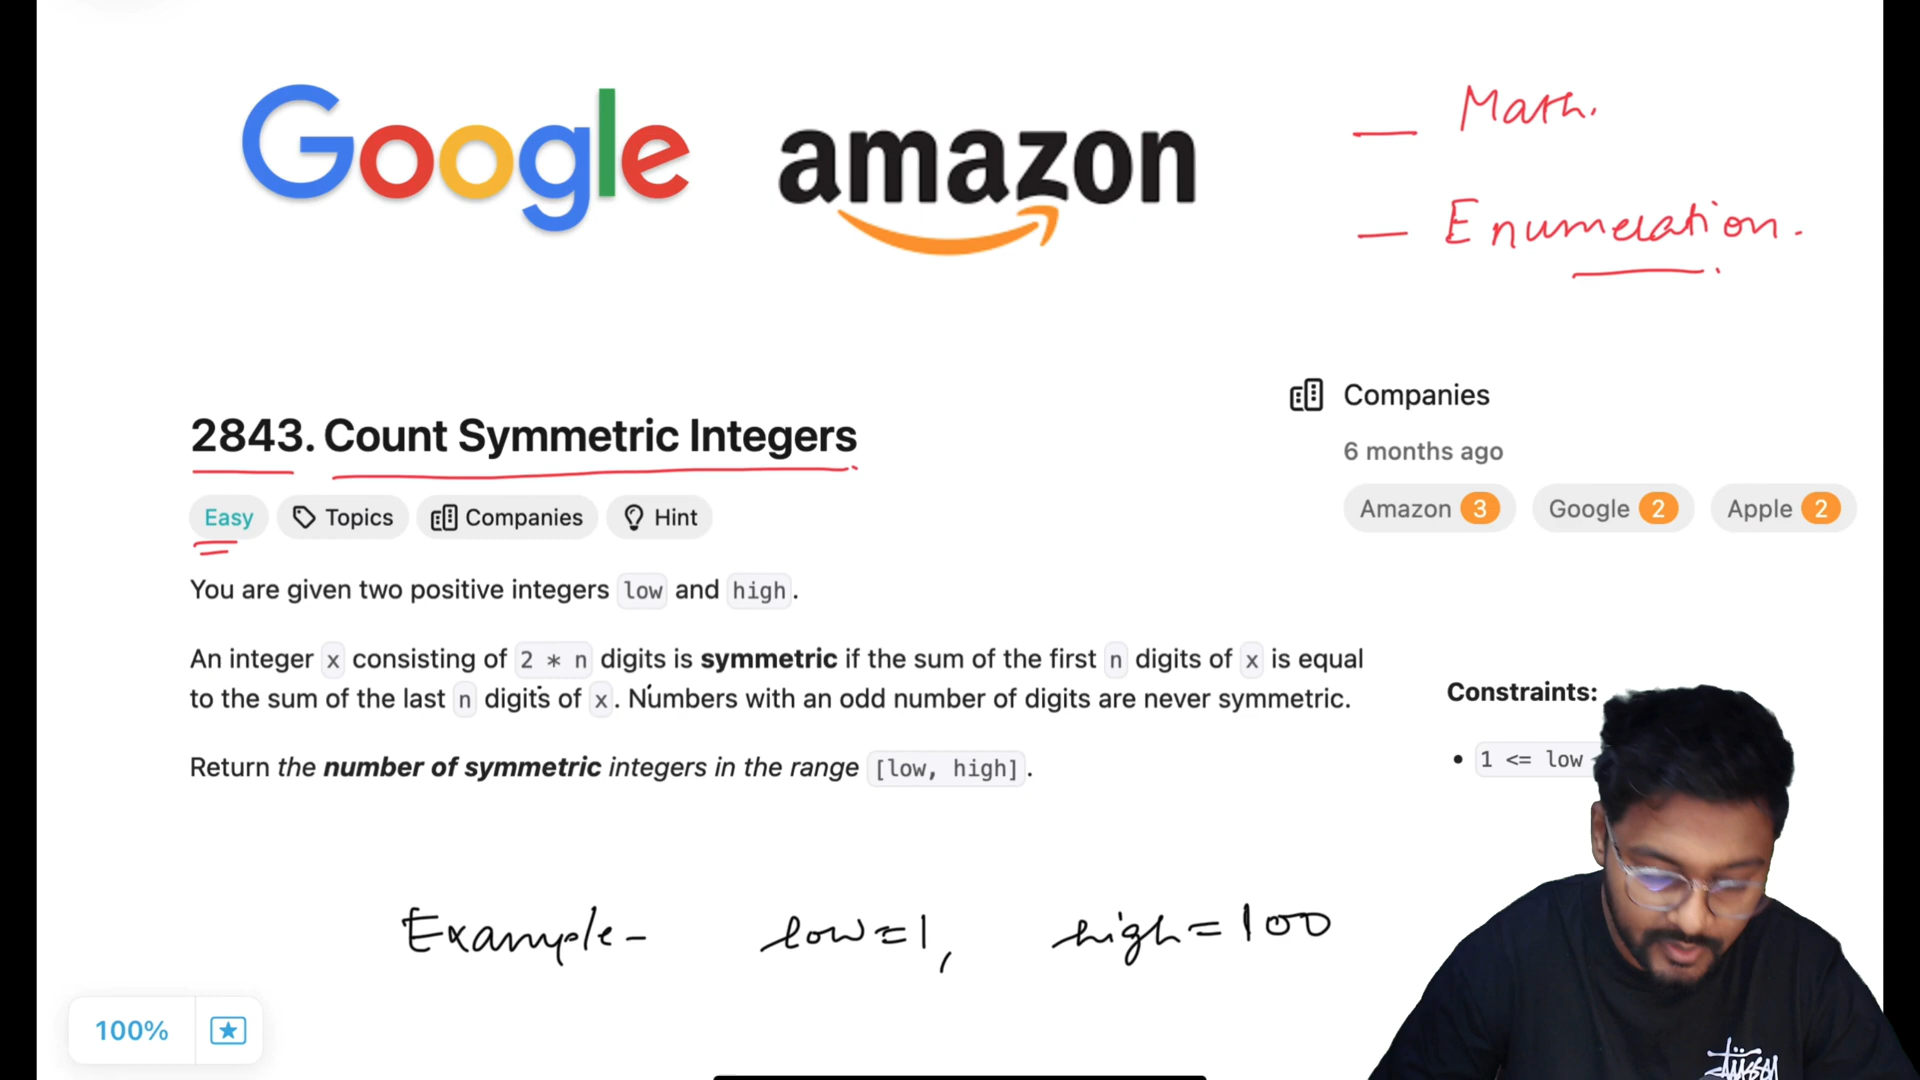 Google amazon
— Math.
— Enumeration.
Companies
6 months ago
Amazon 3 Google 2 Apple 2
2843. Count Symmetric Integers
Easy Topics Companies Hint
You are given two positive integers low and high.
An integer x consisting of 2 * n digits is symmetric if the sum of the first n digits of x is equal
to the sum of the last n digits of x. Numbers with an odd number of digits are never symmetric.
Return the number of symmetric integers in the range [low, high].
Constraints:
• 1 <= low
Example - low = 1, high = 100
100%